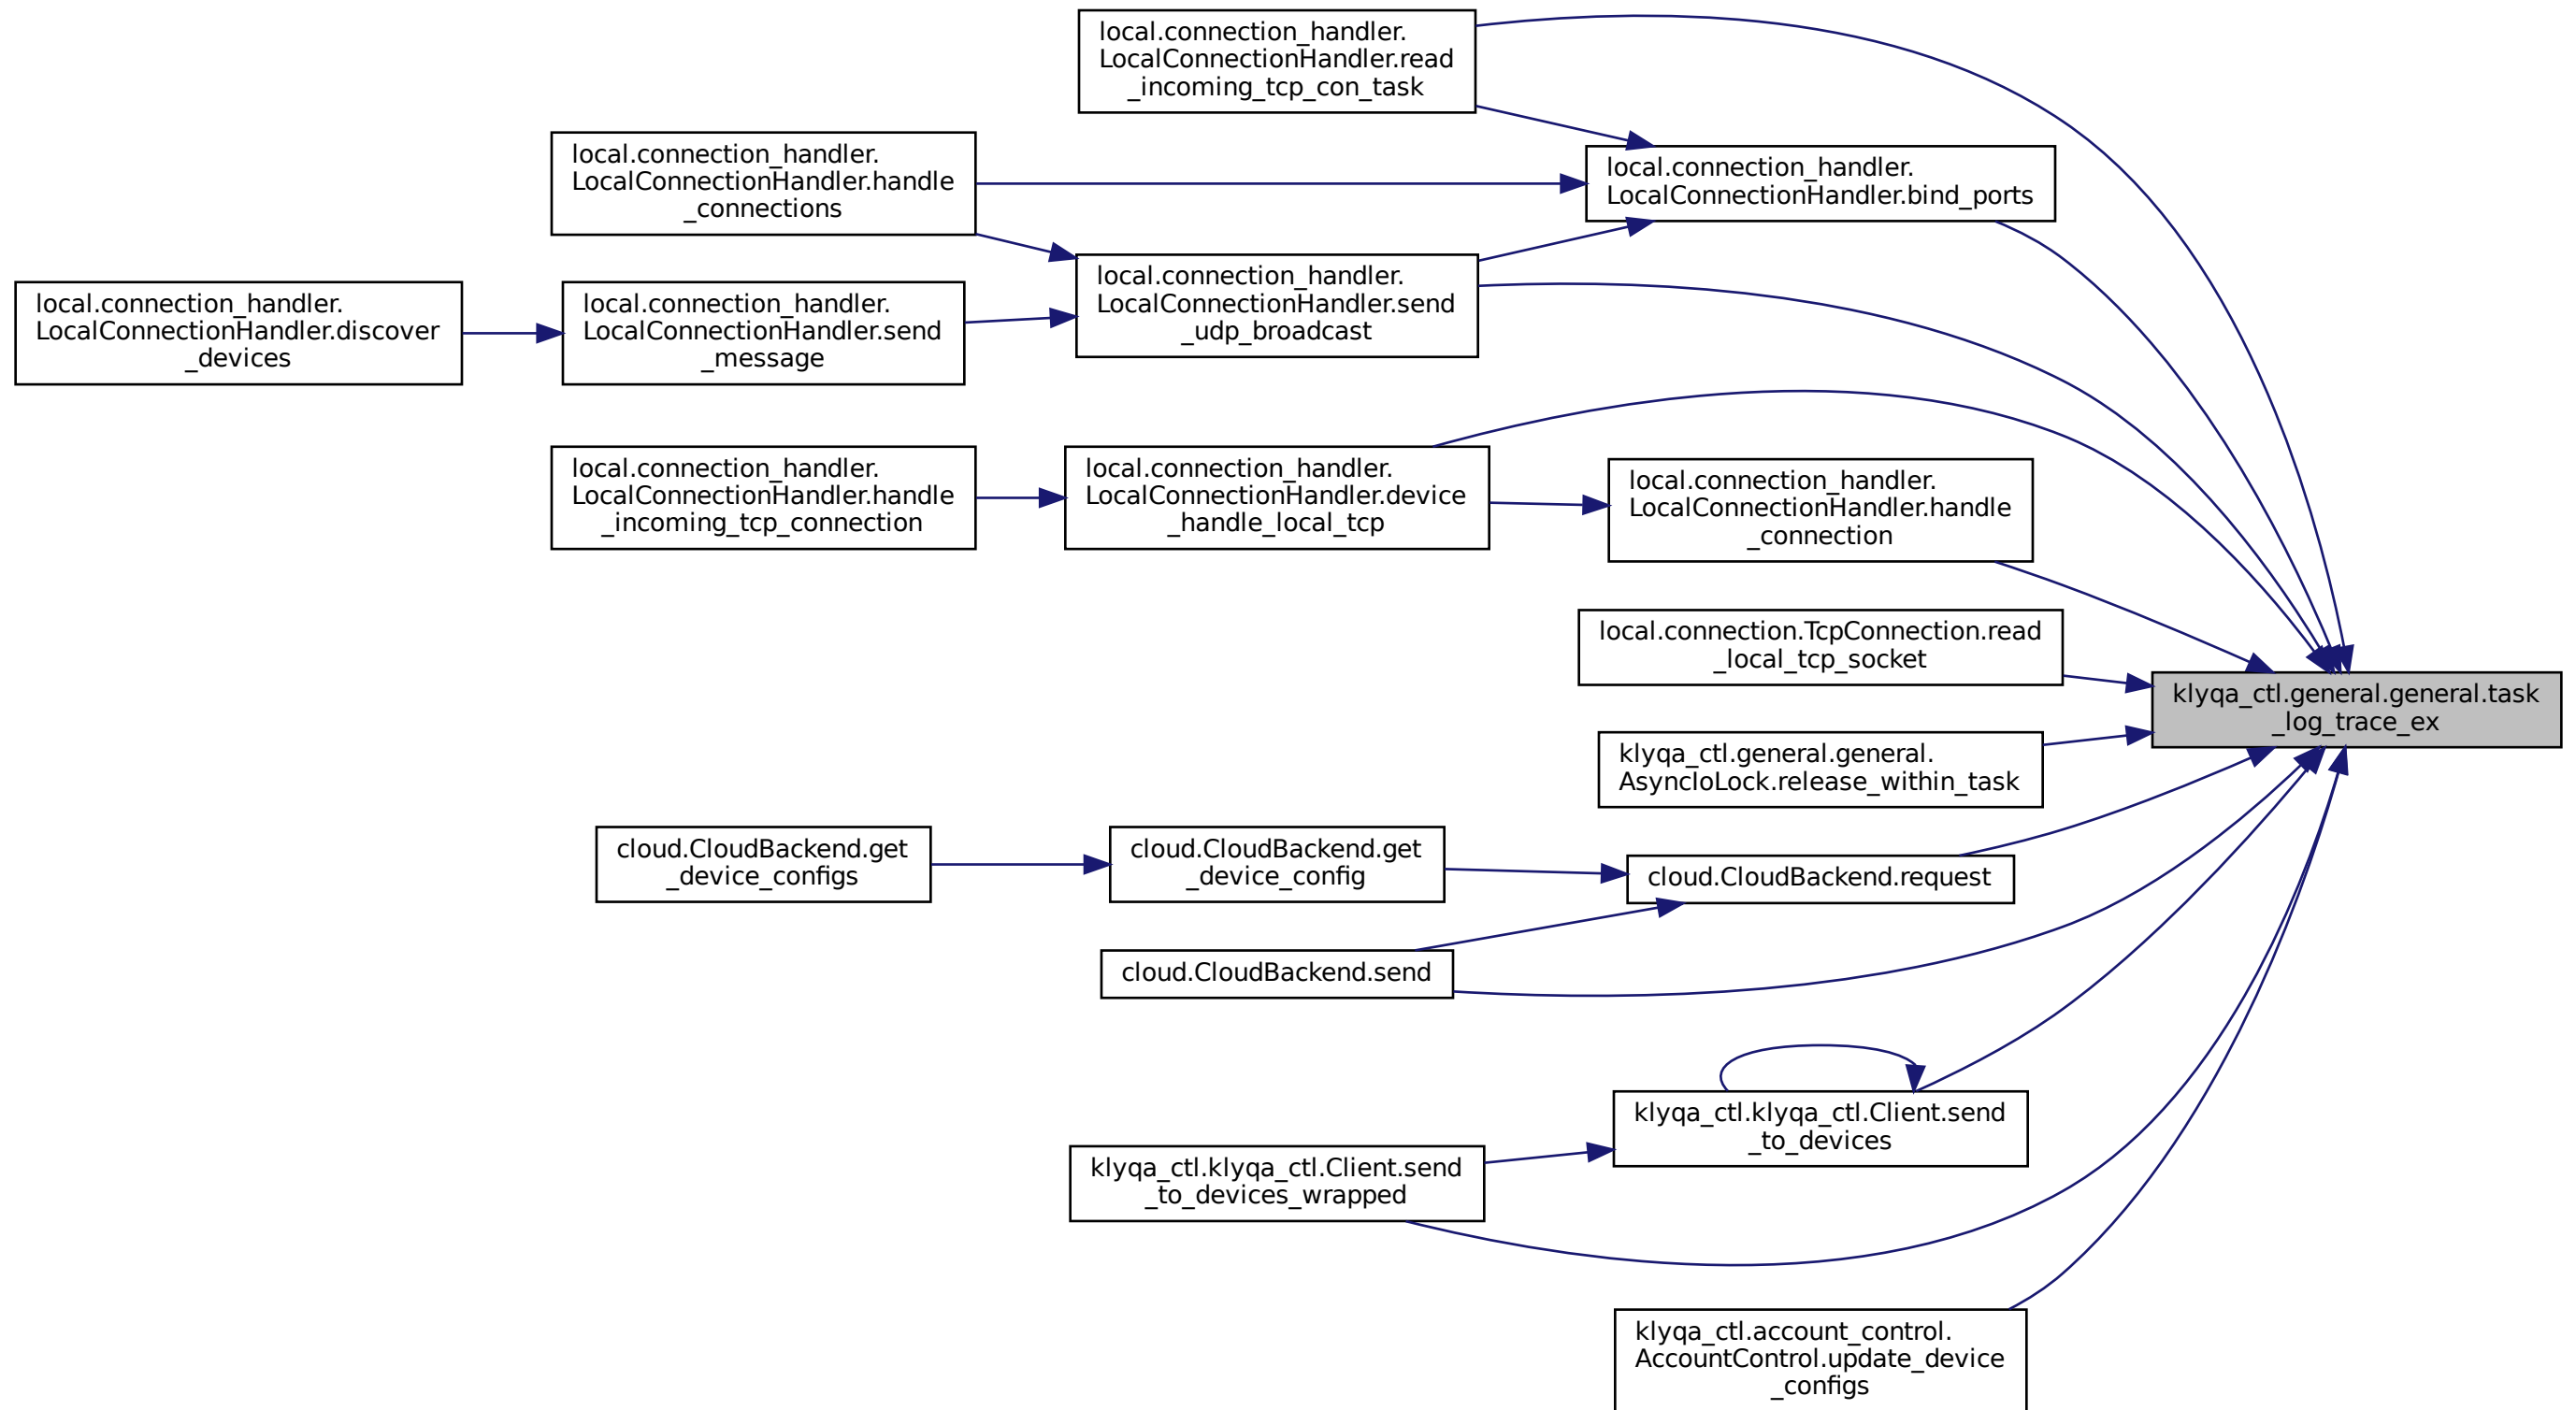 local.connection_handler.
LocalConnectionHandler.read
_incoming_tcp_con_task
local.connection_handler.
LocalConnectionHandler.handle
_connections
local.connection_handler.
LocalConnectionHandler.bind_ports
local.connection_handler.
LocalConnectionHandler.discover
_devices
local.connection_handler.
LocalConnectionHandler.send
_message
local.connection_handler.
LocalConnectionHandler.send
_udp_broadcast
local.connection_handler.
LocalConnectionHandler.handle
_incoming_tcp_connection
local.connection_handler.
LocalConnectionHandler.device
_handle_local_tcp
local.connection_handler.
LocalConnectionHandler.handle
_connection
local.connection.TcpConnection.read
_local_tcp_socket
klyqa_ctl.general.general.task
_log_trace_ex
klyqa_ctl.general.general.
AsyncIoLock.release_within_task
cloud.CloudBackend.get
_device_configs
cloud.CloudBackend.get
_device_config
cloud.CloudBackend.request
cloud.CloudBackend.send
klyqa_ctl.klyqa_ctl.Client.send
_to_devices
klyqa_ctl.klyqa_ctl.Client.send
_to_devices_wrapped
klyqa_ctl.account_control.
AccountControl.update_device
_configs